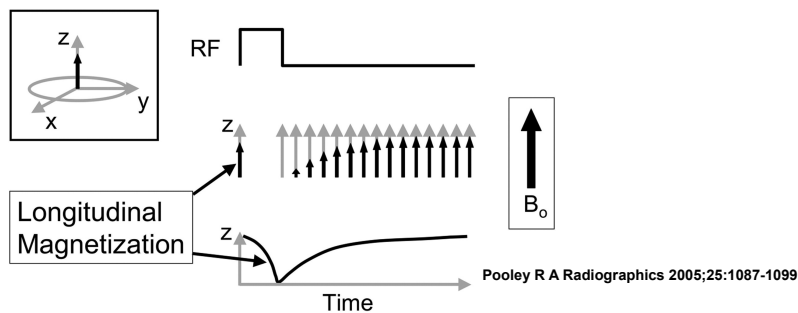 z
y
x
RF
z
Longitudinal
Magnetization
z
Time
Bo
Pooley R A Radiographics 2005;25:1087-1099